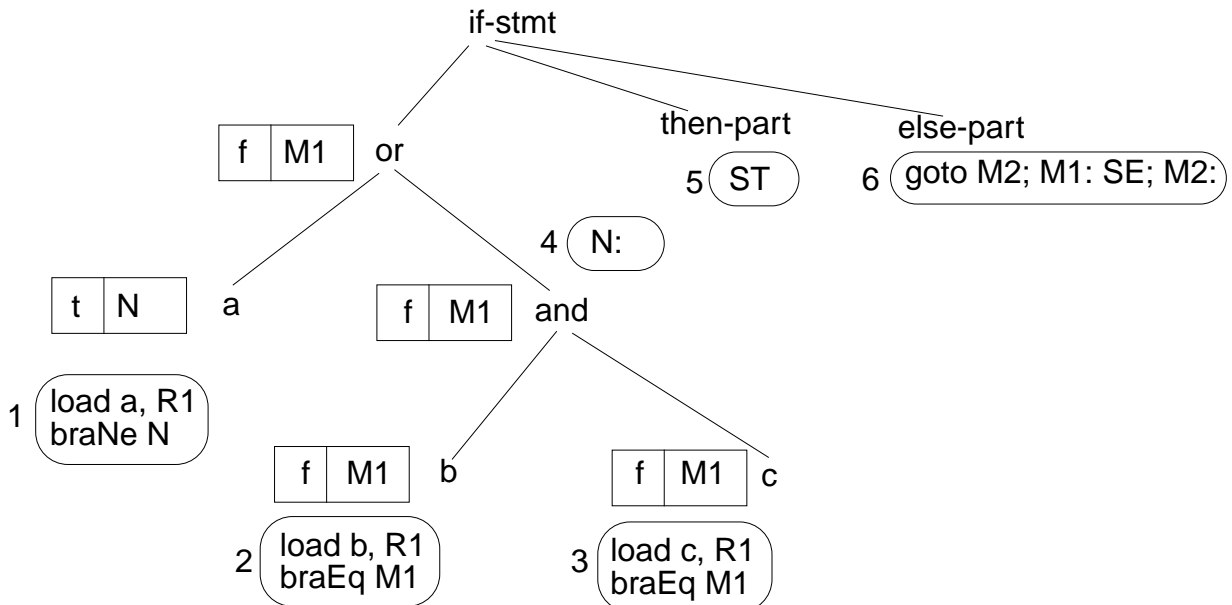 if-stmt
f M1 or
then-part
else-part
5 ST
6 goto M2; M1: SE; M2:
4 N:
t N a
f M1 and
1 load a, R1
braNe N
f M1 b
f M1 c
2 load b, R1
braEq M1
3 load c, R1
braEq M1